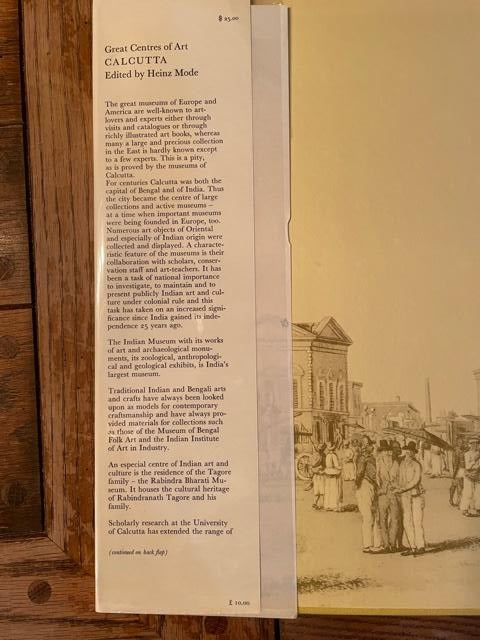 $ 25.00
Great Centres of Art
CALCUTTA
Edited by Heinz Mode
The great museums of Europe and
America are well-known to art-
lovers and experts either through
visits and catalogues or through
richly illustrated art books, whereas
many a large and precious collection
in the East is hardly known except
to a few experts. This is a pity,
as is proved by the museums of
Calcutta.
For centuries Calcutta was both the
capital of Bengal and of India. Thus
the city became the centre of large
collections and active museums –
at a time when important museums
were being founded in Europe, too.
Numerous art objects of Oriental
and especially of Indian origin were
collected and displayed. A characte-
ristic feature of the museums is their
collaboration with scholars, conser-
vation staff and art-teachers. It has
been a task of national importance
to investigate, to maintain and to
present publicly Indian art and cul-
ture under colonial rule and this
task has taken on an increased signi-
ficance since India gained its inde-
pendence 25 years ago.
The Indian Museum with its works
of art and archaeological monu-
ments, its zoological, anthropologi-
cal and geological exhibits, is India's
largest museum.
Traditional Indian and Bengali arts
and crafts have always been looked
upon as models for contemporary
craftsmanship and have always pro-
vided materials for collections such
as those of the Museum of Bengal
Folk Art and the Indian Institute
of Art in Industry.
An especial centre of Indian art and
culture is the residence of the Tagore
family – the Rabindra Bharati Mu-
seum. It houses the cultural heritage
of Rabindranath Tagore and his
family.
Scholarly research at the University
of Calcutta has extended the range of
(continued on back flap)
£ 10.00